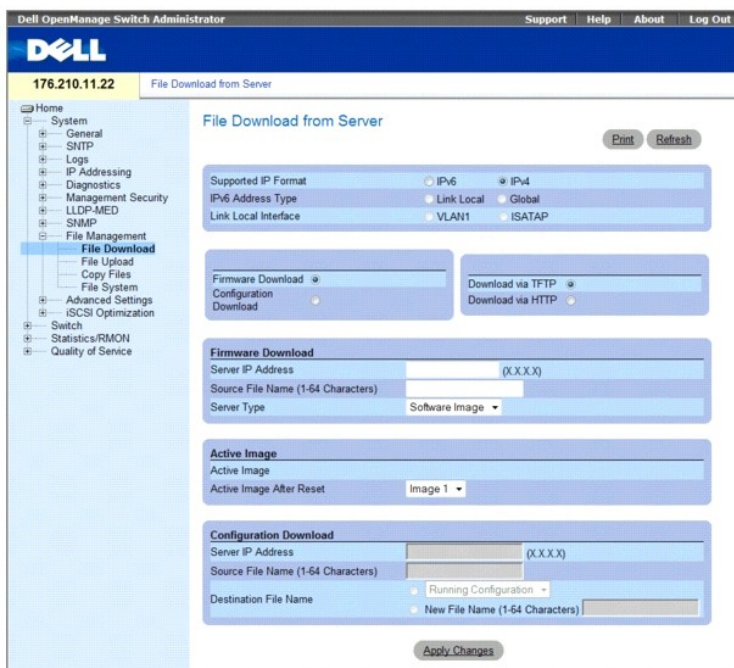 Dell OpenManage Switch Administrator Support Help About Log Out
DELL
176.210.11.22 File Download from Server
Home
System
General
SNTP
Logs
IP Addressing
Diagnostics
Management Security
LLDP-MED
SNMP
File Management
File Download
File Upload
Copy Files
File System
Advanced Settings
iSCSI Optimization
Switch
Statistics/RMON
Quality of Service
File Download from Server
Print Refresh
Supported IP Format IPv6 IPv4
IPv6 Address Type Link Local Global
Link Local Interface VLAN1 ISATAP
Firmware Download
Configuration
Download
Download via TFTP
Download via HTTP
Firmware Download
Server IP Address (X.X.X.X)
Source File Name (1-64 Characters)
Server Type Software Image
Active Image
Active Image
Active Image After Reset Image 1
Configuration Download
Server IP Address (X.X.X.X)
Source File Name (1-64 Characters)
Destination File Name Running Configuration
New File Name (1-64 Characters)
Apply Changes